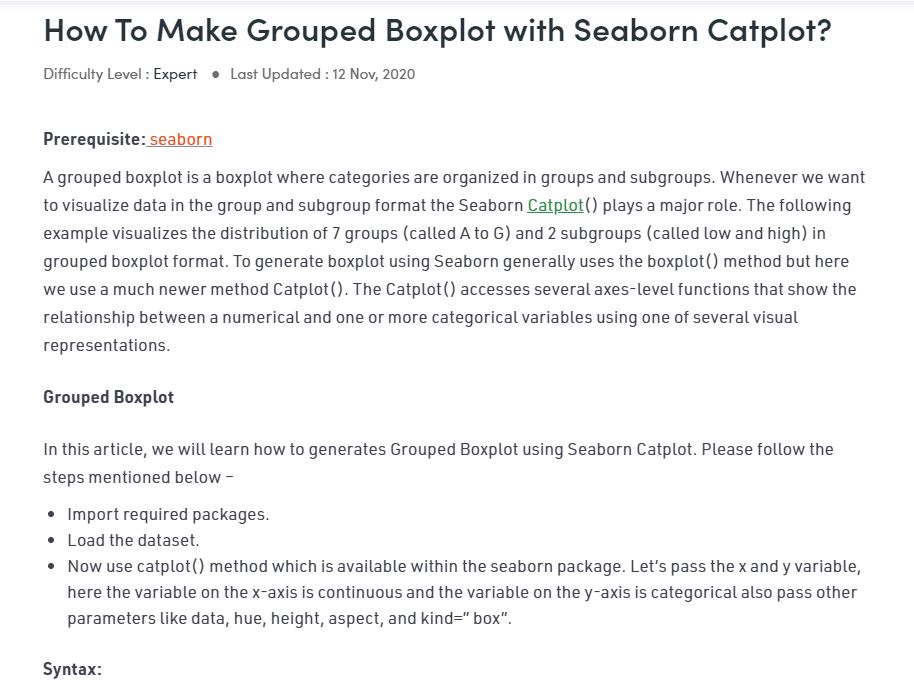 How To Make Grouped Boxplot with Seaborn Catplot?
Difficulty Level : Expert ● Last Updated : 12 Nov, 2020
Prerequisite: seaborn
A grouped boxplot is a boxplot where categories are organized in groups and subgroups. Whenever we want
to visualize data in the group and subgroup format the Seaborn Catplot() plays a major role. The following
example visualizes the distribution of 7 groups (called A to G) and 2 subgroups (called low and high) in
grouped boxplot format. To generate boxplot using Seaborn generally uses the boxplot() method but here
we use a much newer method Catplot(). The Catplot() accesses several axes-level functions that show the
relationship between a numerical and one or more categorical variables using one of several visual
representations.
Grouped Boxplot
In this article, we will learn how to generates Grouped Boxplot using Seaborn Catplot. Please follow the
steps mentioned below –
• Import required packages.
• Load the dataset.
• Now use catplot() method which is available within the seaborn package. Let’s pass the x and y variable,
here the variable on the x-axis is continuous and the variable on the y-axis is categorical also pass other
parameters like data, hue, height, aspect, and kind=” box”.
Syntax: